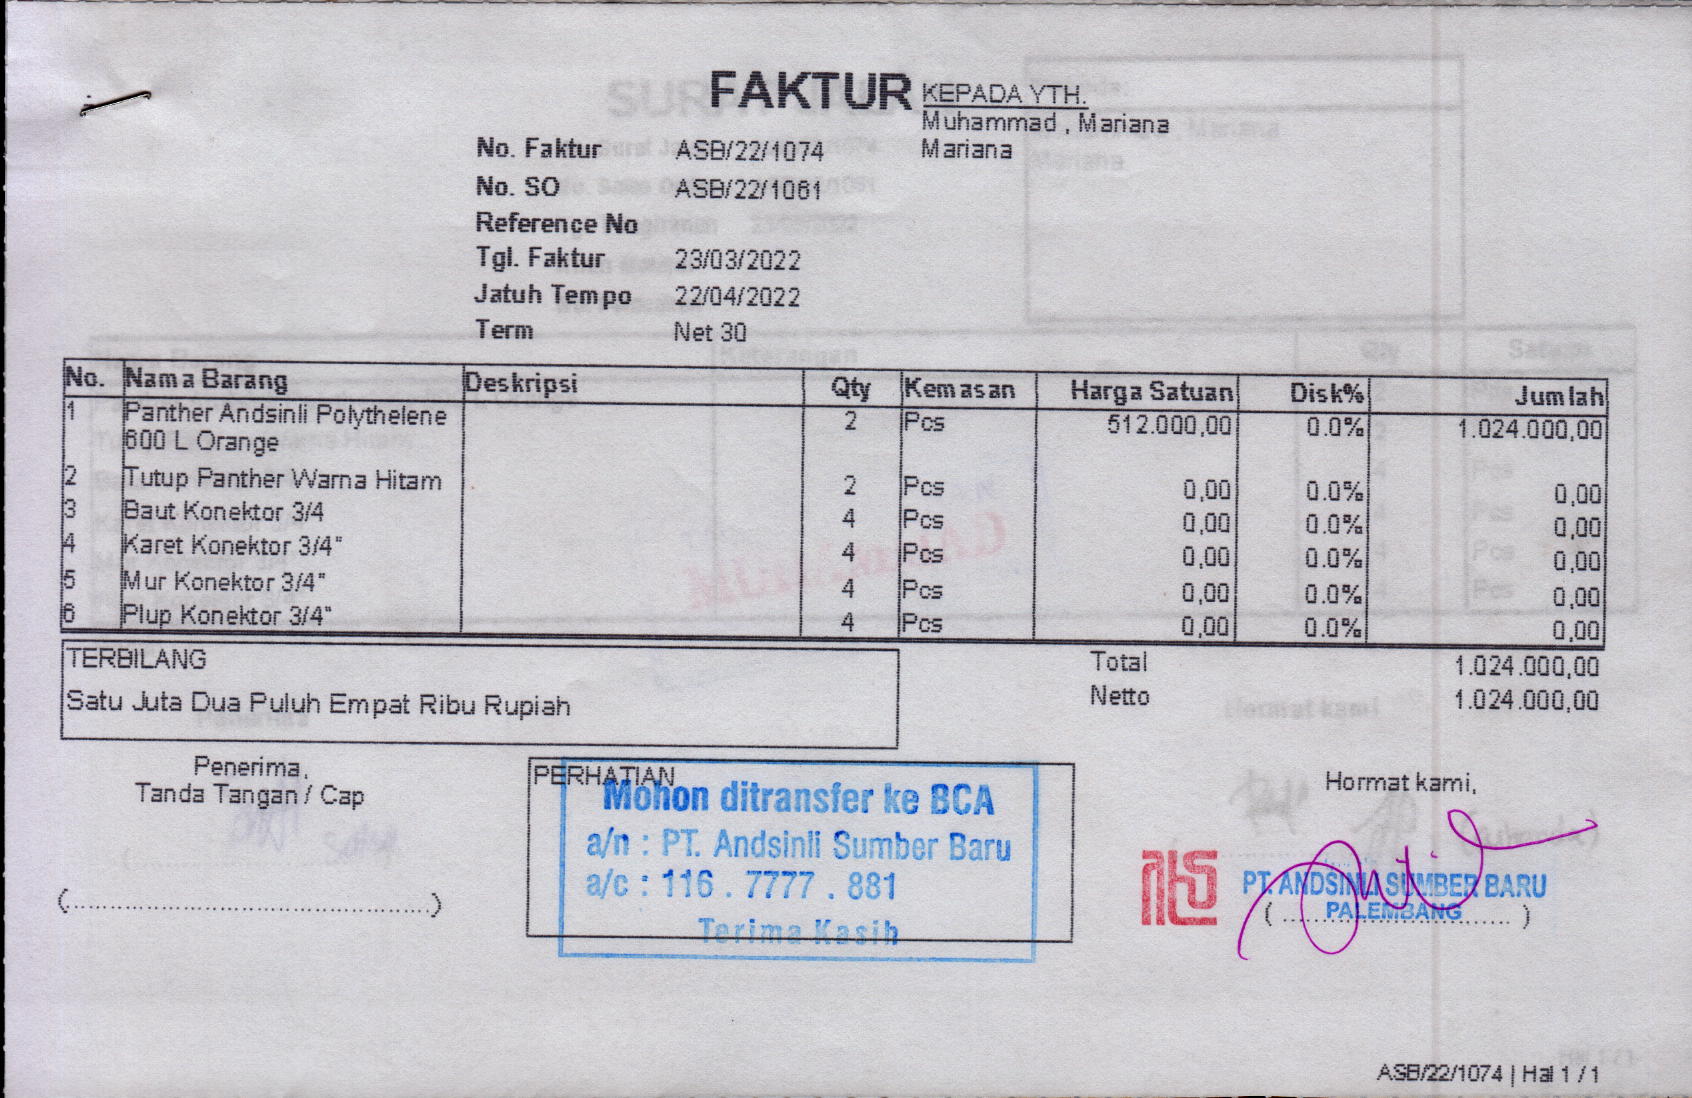 FAKTUR
KEPADA YTH.
Muhammad , Mariana
Mariana
No. Faktur ASB/22/1074
No. SO ASB/22/1061
Reference No
Tgl. Faktur 23/03/2022
Jatuh Tempo 22/04/2022
Term Net 30
No. Nama Barang Deskripsi Qty Kemasan Harga Satuan Disk% Jumlah
1 Panther Andsinli Polythelene 2 Pcs 512.000,00 0.0% 1.024.000,00
600 L Orange
2 Tutup Panther Warna Hitam 2 Pcs 0,00 0.0% 0,00
3 Baut Konektor 3/4 4 Pcs 0,00 0.0% 0,00
4 Karet Konektor 3/4" 4 Pcs 0,00 0.0% 0,00
5 Mur Konektor 3/4" 4 Pcs 0,00 0.0% 0,00
6 Plup Konektor 3/4" 4 Pcs 0,00 0.0% 0,00
TERBILANG
Satu Juta Dua Puluh Empat Ribu Rupiah
Total 1.024.000,00
Netto 1.024.000,00
Penerima,
Tanda Tangan / Cap
(........................................)
PERHATIAN
Mohon ditransfer ke BCA
a/n : PT. Andsinli Sumber Baru
a/c : 116 . 7777 . 881
Terima Kasih
Hormat kami,
PT. ANDSINLI SUMBER BARU
PALEMBANG
(..............................)
ASB/22/1074 | Hal 1 / 1